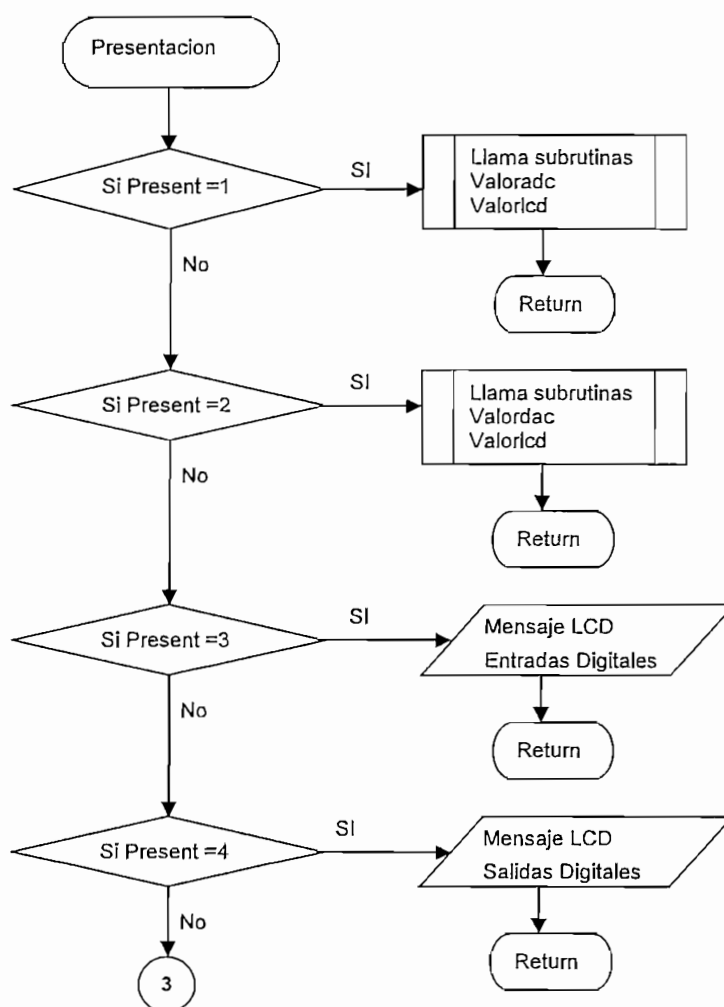 Presentacion
Si Present =1
SI
Llama subrutinas
Valoradc
Valorlcd
No
Return
Si Present =2
SI
Llama subrutinas
Valordac
Valorlcd
No
Return
Si Present =3
SI
Mensaje LCD
Entradas Digitales
No
Return
Si Present =4
SI
Mensaje LCD
Salidas Digitales
No
Return
3